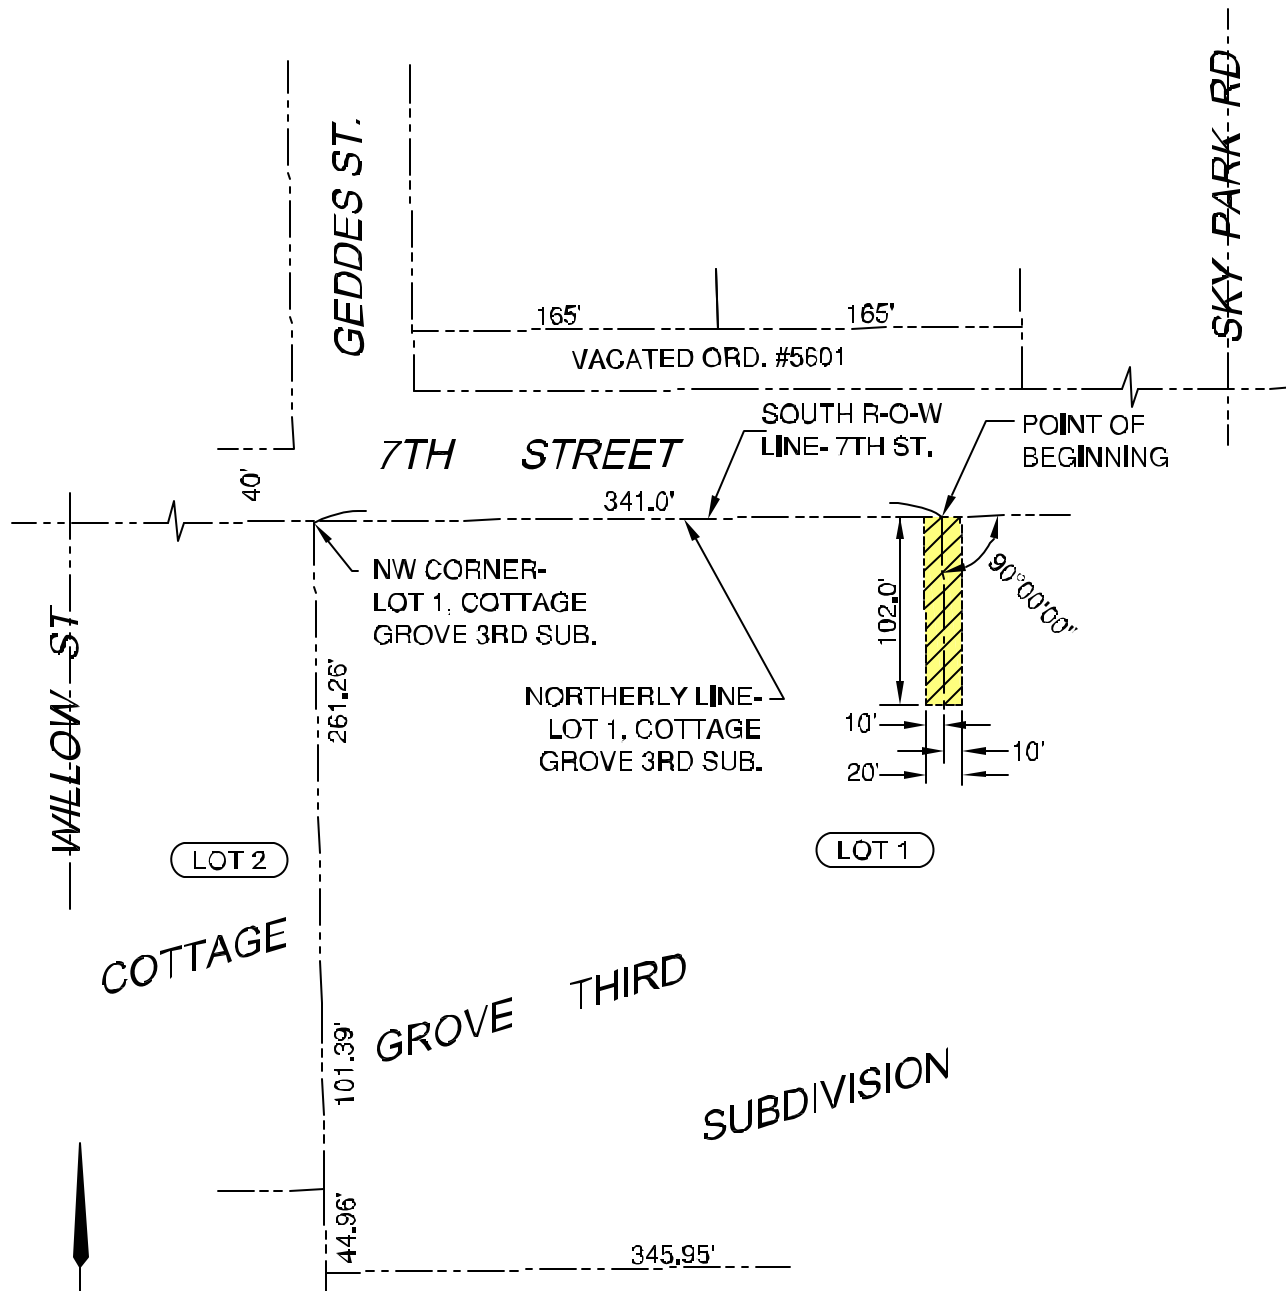 GEDDES ST.
SKY PARK RD
165'
165'
VACATED ORD. #5601
SOUTH R-O-W
LINE- 7TH ST.
POINT OF
BEGINNING
7TH STREET
40'
341.0'
NW CORNER-
LOT 1, COTTAGE
GROVE 3RD SUB.
102.0'
90°00'00"
WILLOW ST
261.26'
NORTHERLY LINE-
LOT 1, COTTAGE
GROVE 3RD SUB.
10'
10'
20'
LOT 2
LOT 1
COTTAGE
GROVE THIRD
SUBDIVISION
101.39'
44.96'
345.95'